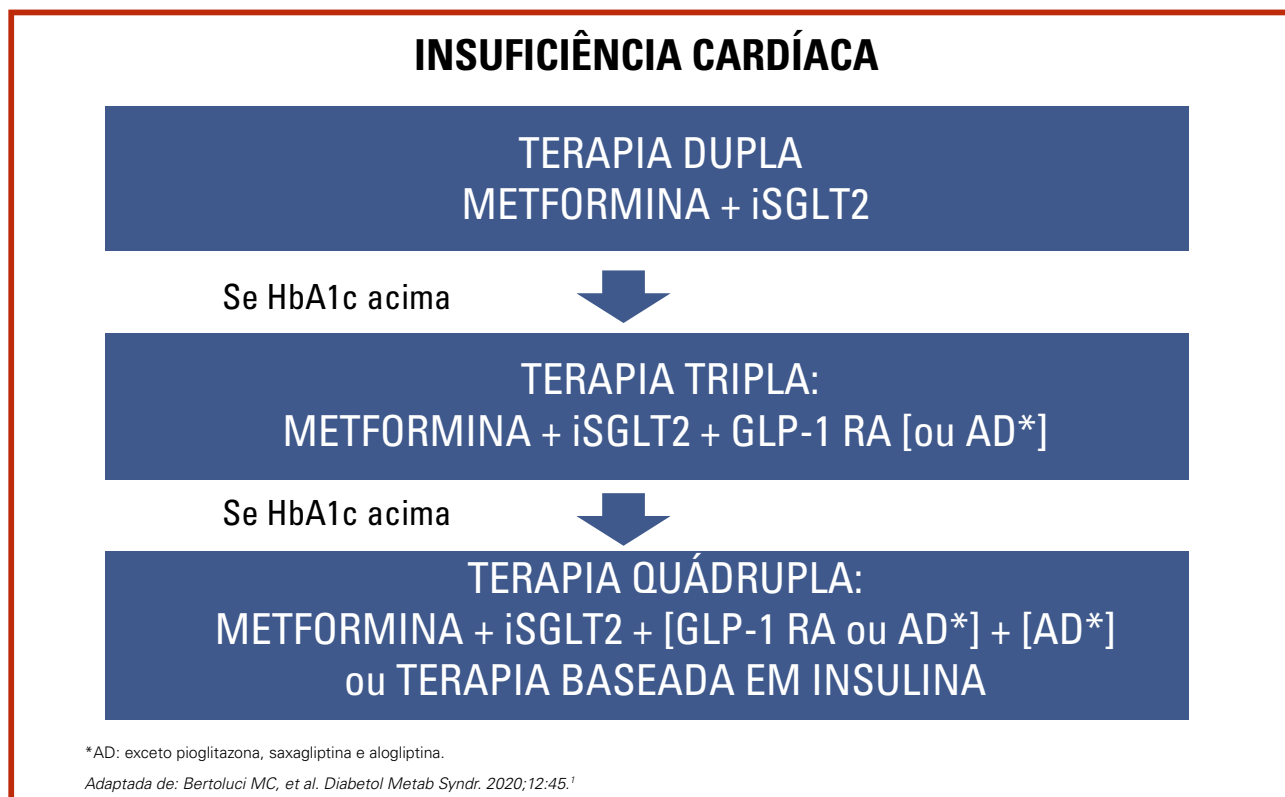 INSUFICIÊNCIA CARDÍACA
TERAPIA DUPLA
METFORMINA + iSGLT2
Se HbA1c acima
TERAPIA TRIPLA:
METFORMINA + iSGLT2 + GLP-1 RA [ou AD*]
Se HbA1c acima
TERAPIA QUÁDRUPLA:
METFORMINA + iSGLT2 + [GLP-1 RA ou AD*] + [AD*]
ou TERAPIA BASEADA EM INSULINA
*AD: exceto pioglitazona, saxagliptina e alogliptina.
Adaptada de: Bertoluci MC, et al. Diabetol Metab Syndr. 2020;12:45.¹